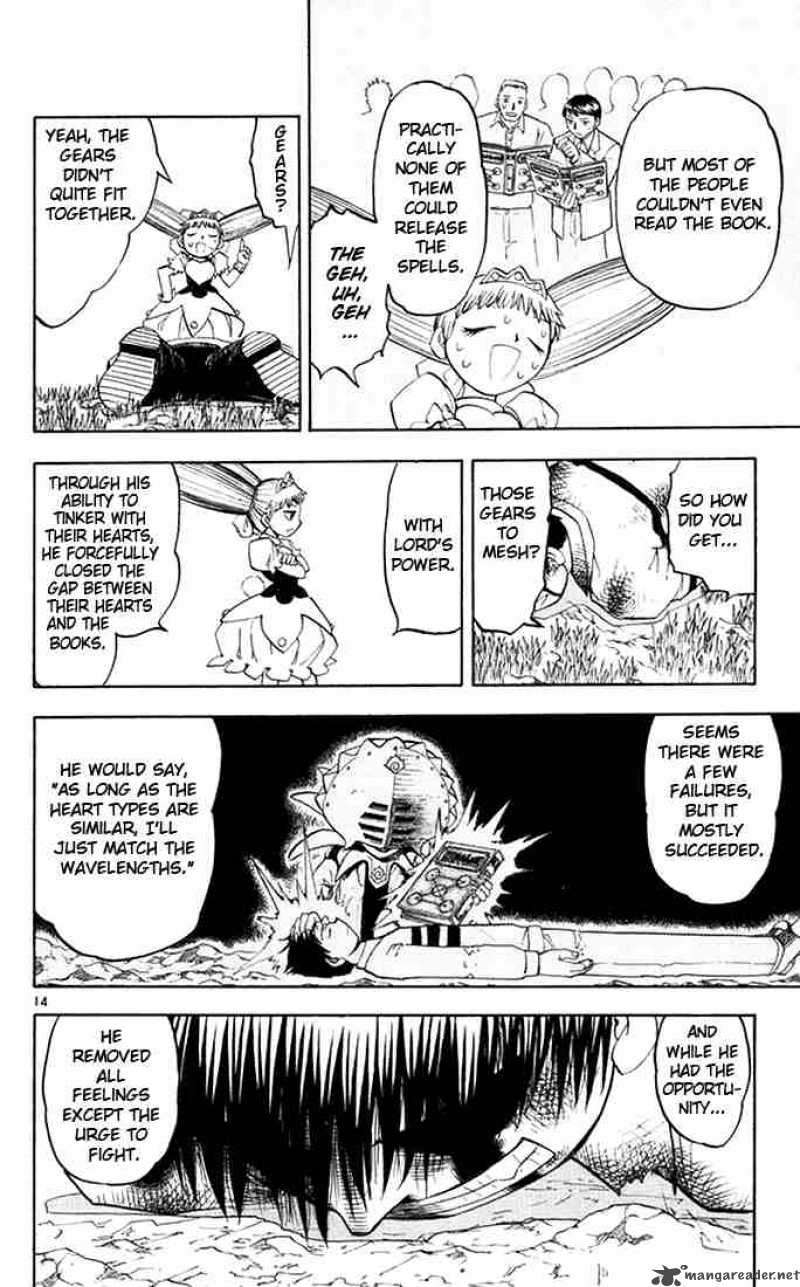 BUT MOST OF
THE PEOPLE
COULDN'T EVEN
READ THE BOOK.
PRACTI-
CALLY
NONE OF
THEM
COULD
RELEASE
THE
SPELLS.
THE
GEH,
UH,
GEH
...
GEARS?
YEAH, THE
GEARS
DIDN'T
QUITE FIT
TOGETHER.
SO HOW
DID YOU
GET...
THOSE
GEARS
TO
MESH?
WITH
LORD'S
POWER.
THROUGH HIS
ABILITY TO
TINKER WITH
THEIR HEARTS,
HE FORCEFULLY
CLOSED THE
GAP BETWEEN
THEIR HEARTS
AND THE
BOOKS.
SEEMS
THERE WERE
A FEW
FAILURES,
BUT IT
MOSTLY
SUCCEEDED.
HE WOULD SAY,
"AS LONG AS THE
HEART TYPES ARE
SIMILAR, I'LL
JUST MATCH THE
WAVELENGTHS."
14
AND
WHILE HE
HAD THE
OPPORTU-
NITY...
HE
REMOVED
ALL
FEELINGS
EXCEPT THE
URGE TO
FIGHT.
mangareader.net